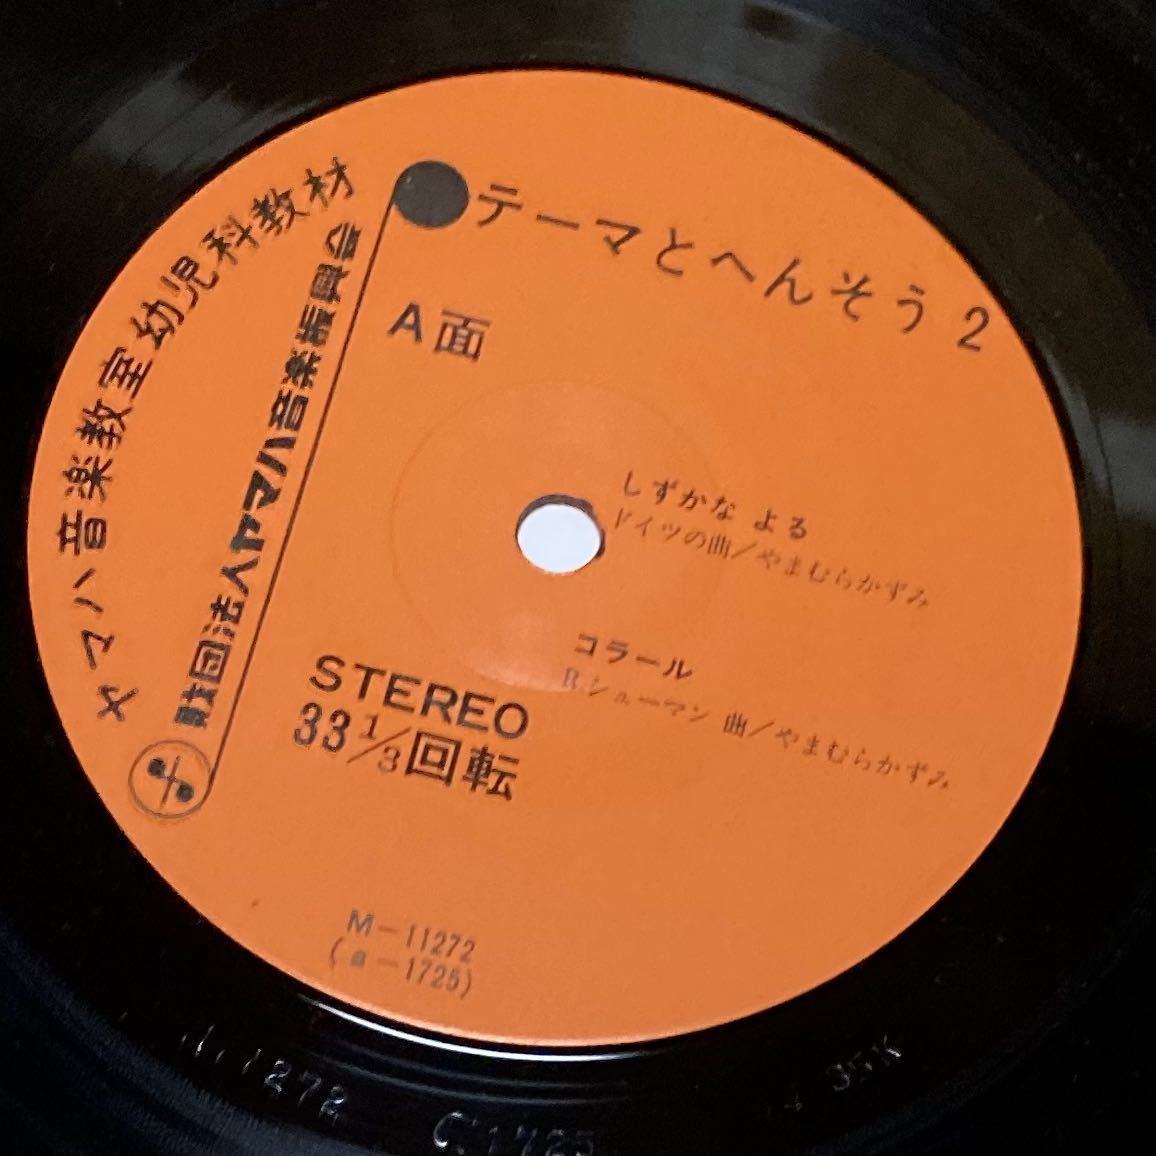 ヤマハ音楽教室幼児科教材
財団法人ヤマハ音楽振興会
テーマとへんそう 2
A面
しずかな よる
ドイツの曲／やまむらかずみ
コラール
R.シューマン 曲／やまむらかずみ
STEREO
33 1/3 回転
M－11272
(a－1725)
1725
35K